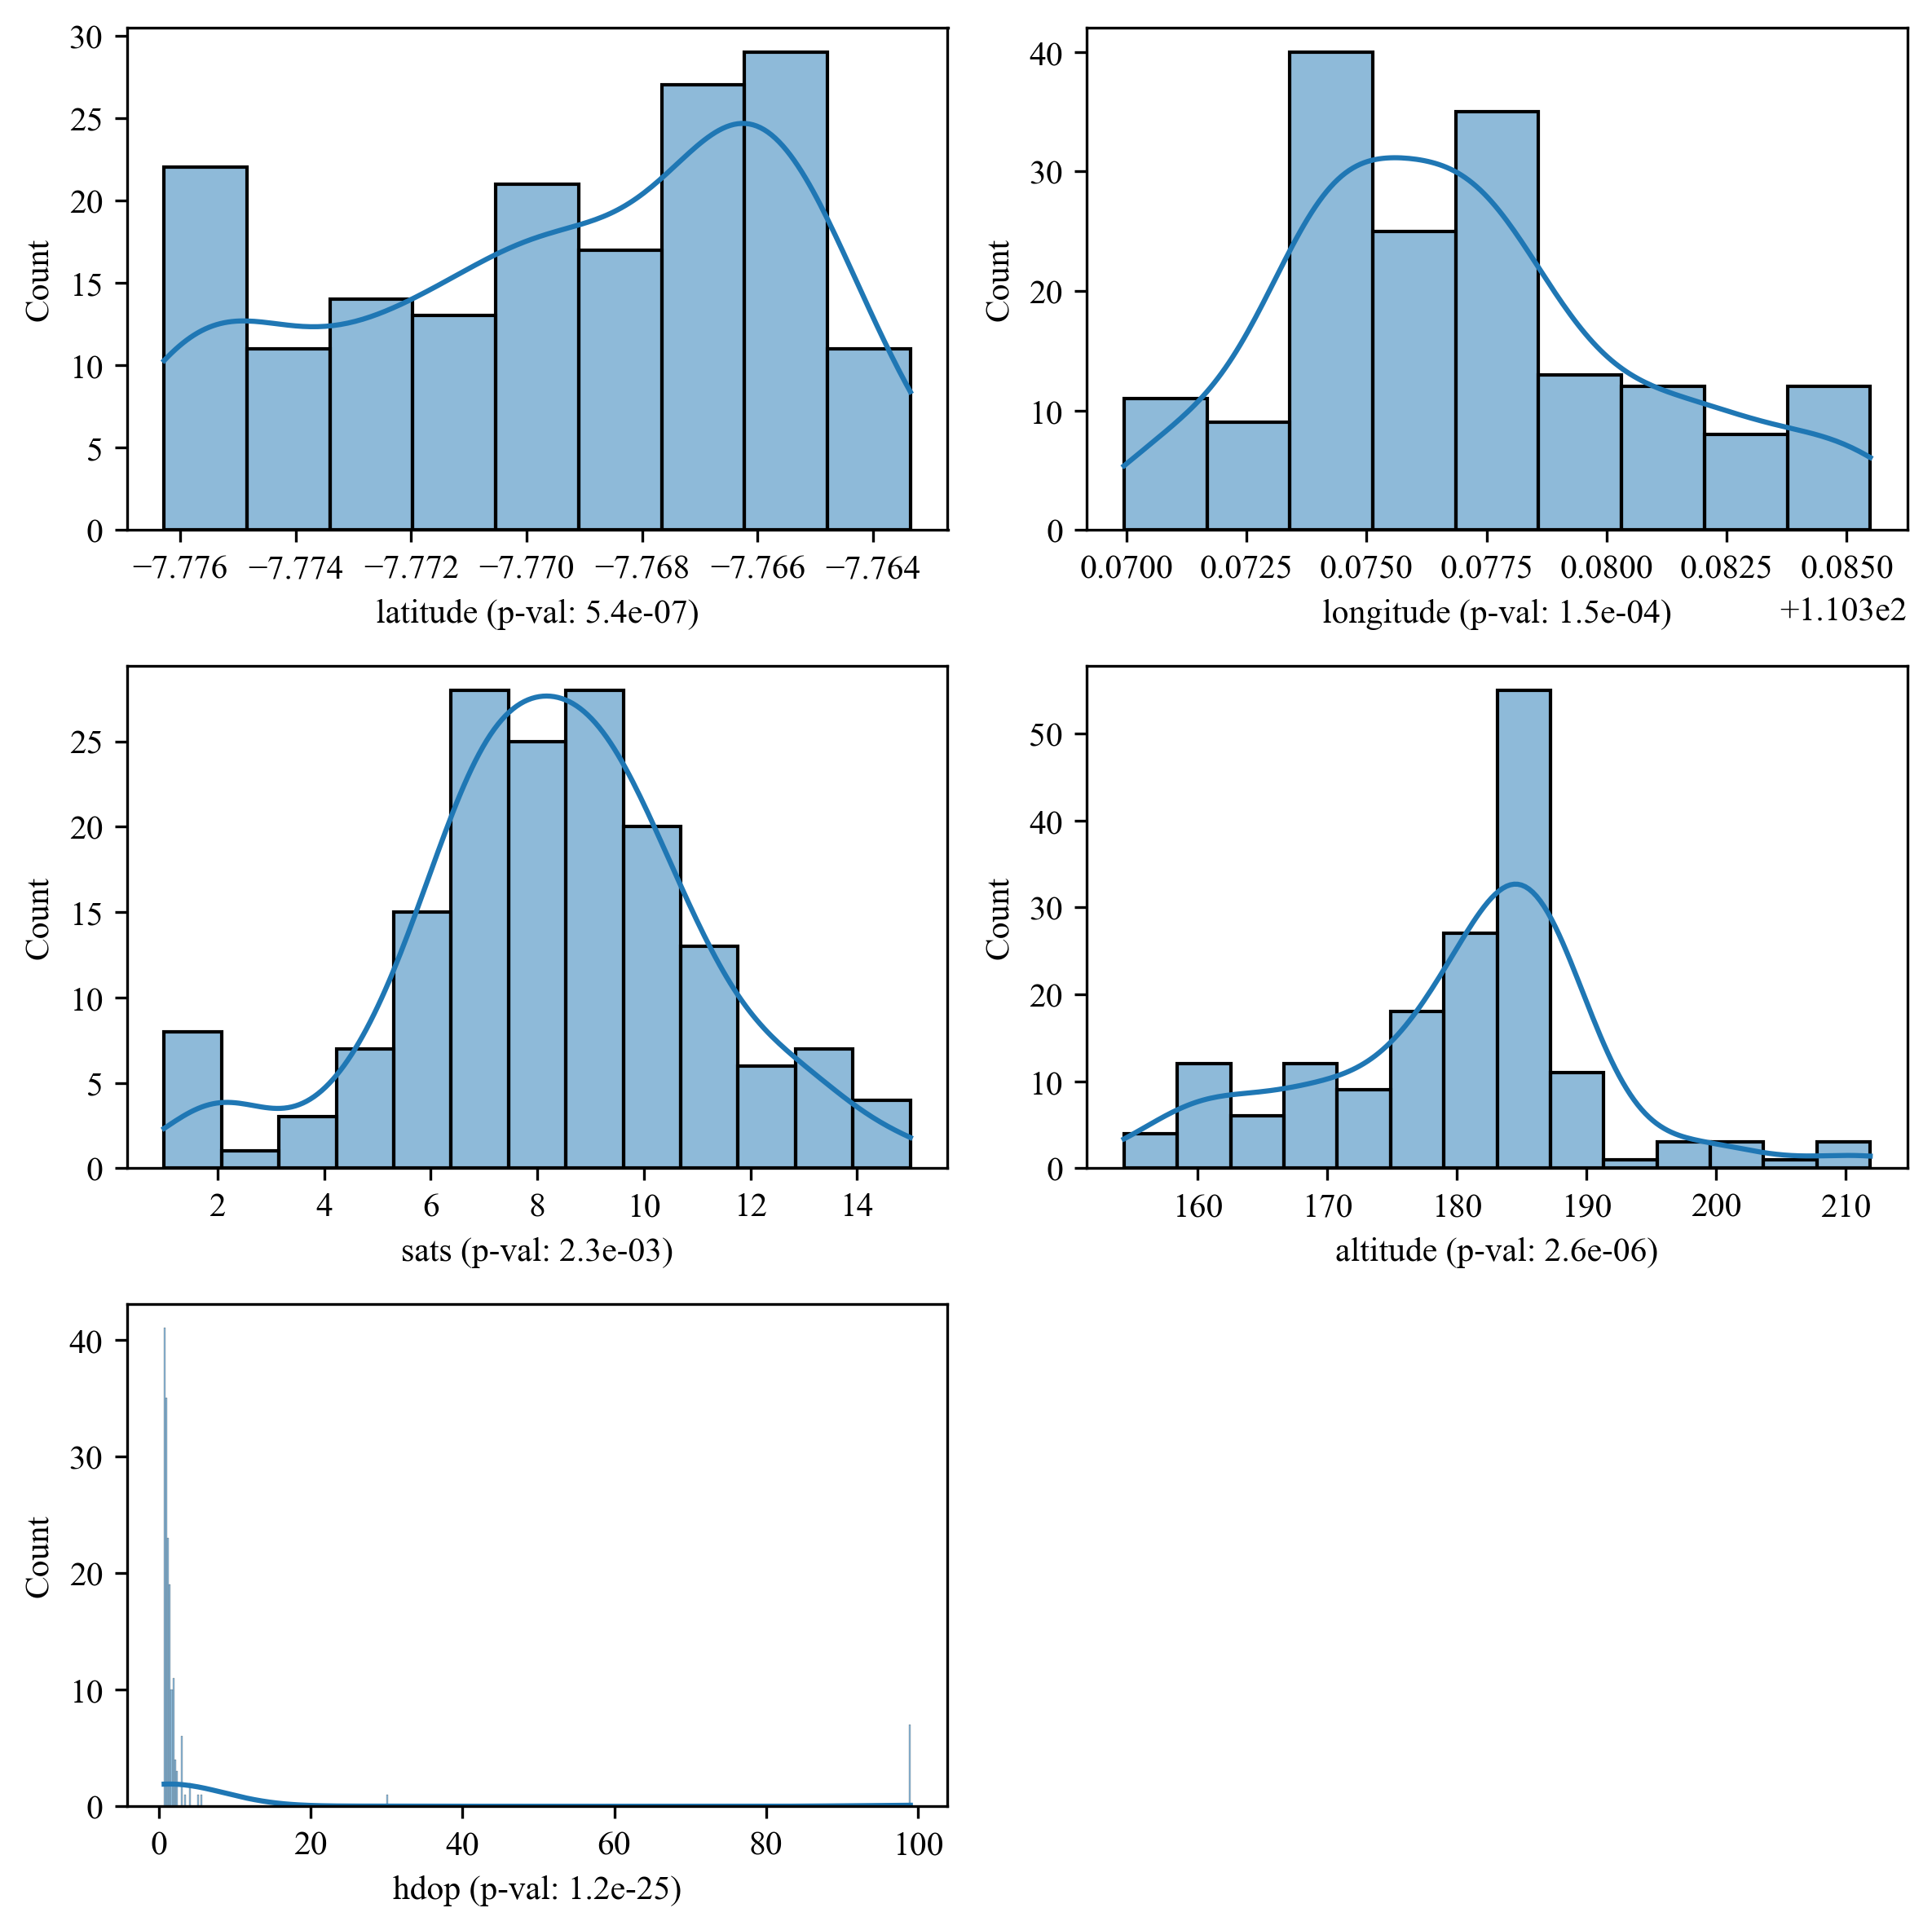 30
25
20
15
10
5
0
Count
−7.776 −7.774 −7.772 −7.770 −7.768 −7.766 −7.764
latitude (p-val: 5.4e-07)
40
30
20
10
0
Count
0.0700 0.0725 0.0750 0.0775 0.0800 0.0825 0.0850
longitude (p-val: 1.5e-04)
+1.103e2
25
20
15
10
5
0
Count
2 4 6 8 10 12 14
sats (p-val: 2.3e-03)
50
40
30
20
10
0
Count
160 170 180 190 200 210
altitude (p-val: 2.6e-06)
40
30
20
10
0
Count
0 20 40 60 80 100
hdop (p-val: 1.2e-25)